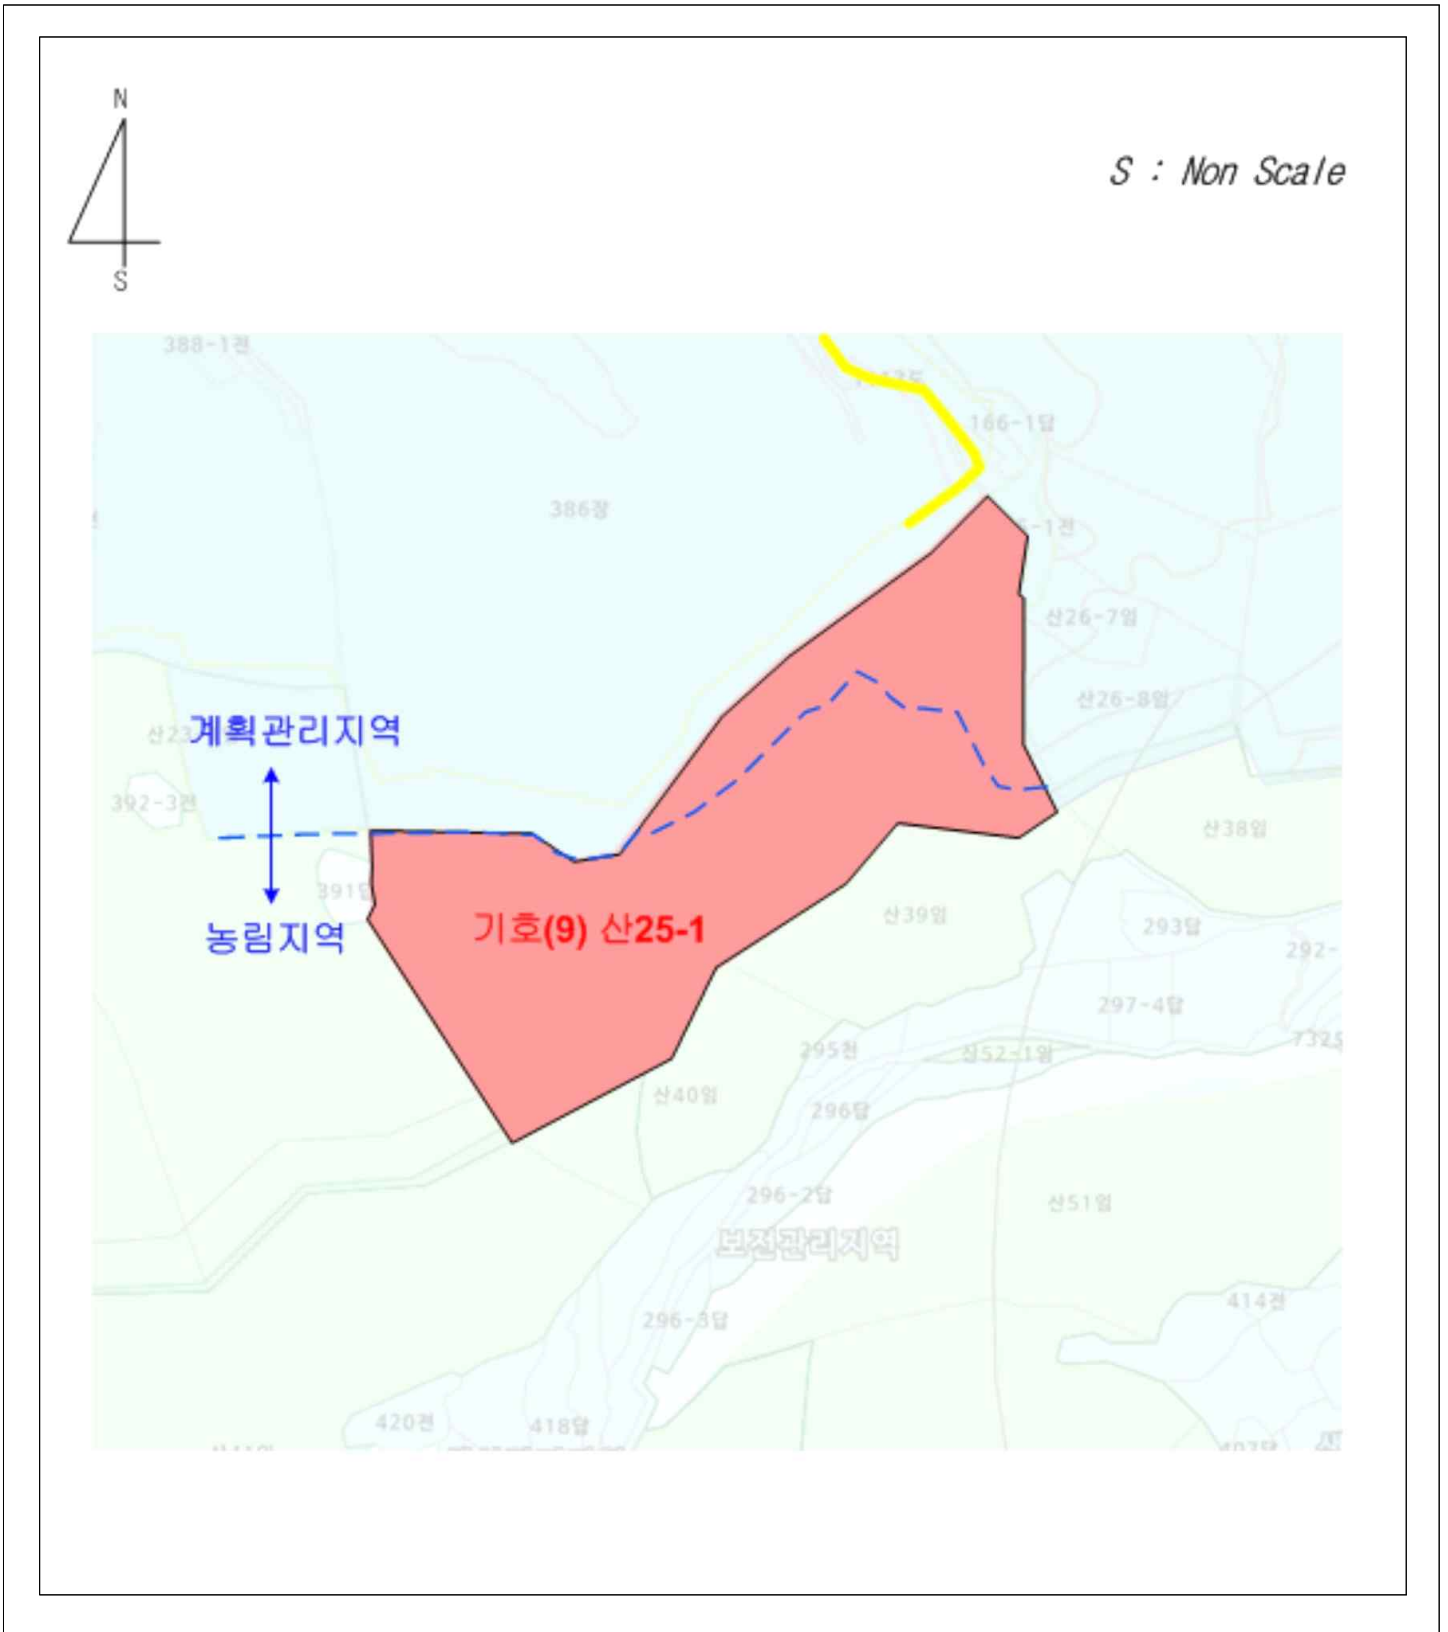 N
S
S : Non Scale
388-1전
166-1답
386장
산26-7임
산26-8임
계획관리지역
392-3전
산38임
농림지역
기호(9) 산25-1
산39임
293답
297-4답
295천
산40임
296답
296-2답
산51임
보전관리지역
414전
296-3답
420전
418답